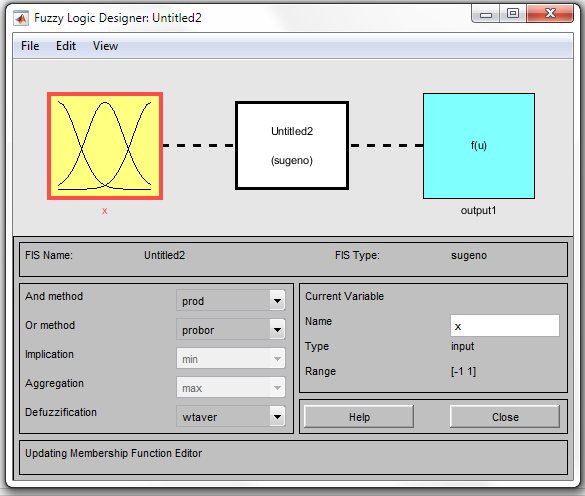 Fuzzy Logic Designer: Untitled2
File Edit View
Untitled2
(sugeno)
f(u)
x
output1
FIS Name: Untitled2 FIS Type: sugeno
And method prod
Or method probor
Implication min
Aggregation max
Defuzzification wtaver
Current Variable
Name x
Type input
Range [-1 1]
Help Close
Updating Membership Function Editor